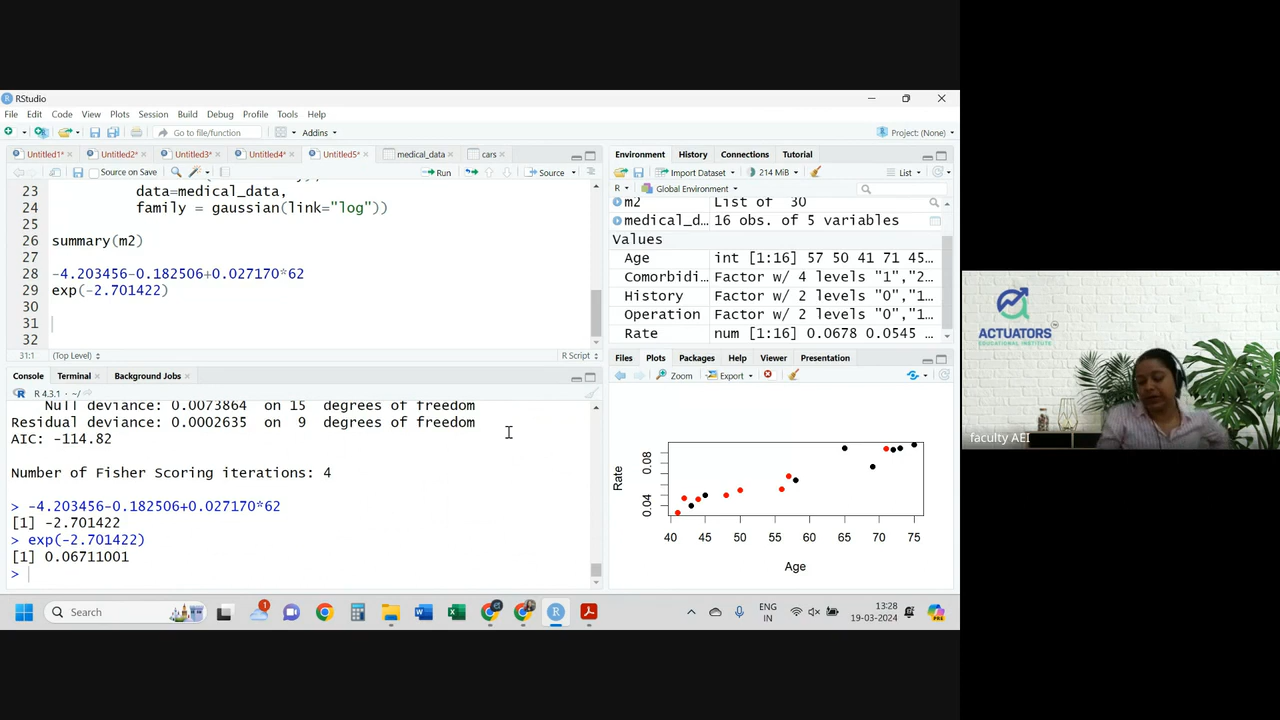 RStudio
File Edit Code View Plots Session Build Debug Profile Tools Help
Go to file/function Addins Project: (None)
Untitled1* Untitled2* Untitled3* Untitled4* Untitled5* medical_data cars
Source on Save Run Source
23 data=medical_data,
24 family = gaussian(link="log"))
25
26 summary(m2)
27
28 -4.203456-0.182506+0.027170*62
29 exp(-2.701422)
30
31
32
31:1 (Top Level) R Script
Console Terminal Background Jobs
R 4.3.1 · ~/
Null deviance: 0.0073864 on 15 degrees of freedom
Residual deviance: 0.0002635 on 9 degrees of freedom
AIC: -114.82
Number of Fisher Scoring iterations: 4
> -4.203456-0.182506+0.027170*62
[1] -2.701422
> exp(-2.701422)
[1] 0.06711001
>
Environment History Connections Tutorial
Import Dataset 214 MiB List
R Global Environment
m2 List of 30
medical_d… 16 obs. of 5 variables
Values
Age int [1:16] 57 50 41 71 45…
Comorbidi… Factor w/ 4 levels "1","2…
History Factor w/ 2 levels "0","1…
Operation Factor w/ 2 levels "0","1…
Rate num [1:16] 0.0678 0.0545 …
Files Plots Packages Help Viewer Presentation
Zoom Export
Rate
0.08
0.04
40 45 50 55 60 65 70 75
Age
ACTUATORS
EDUCATIONAL INSTITUTE
faculty AEI
Search
1
ENG
IN
13:28
19-03-2024